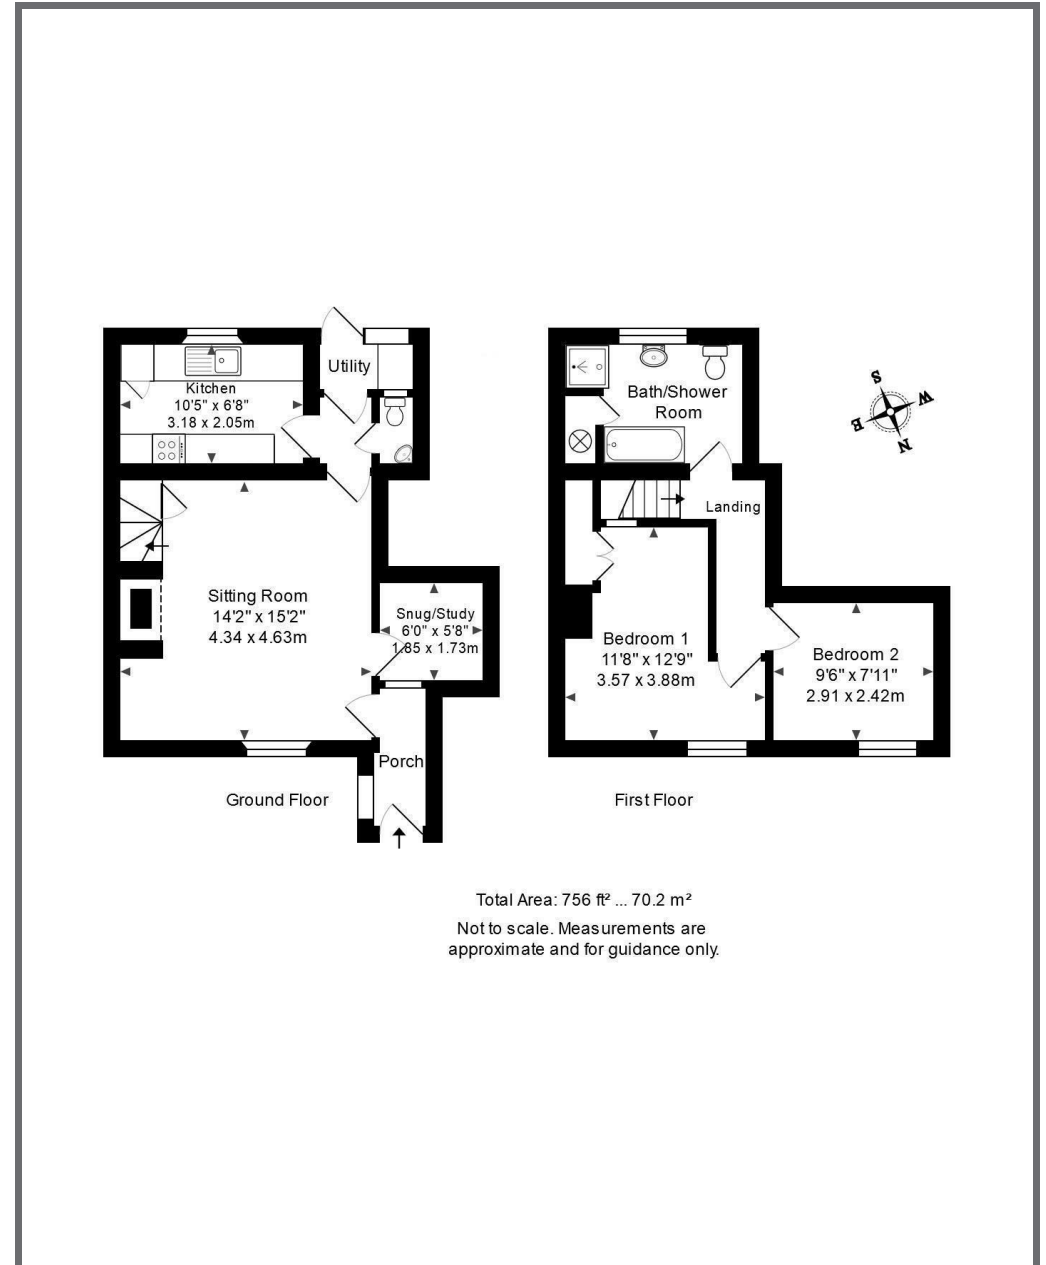 Kitchen
10'5" x 6'8"
3.18 x 2.05m
Utility
Sitting Room
14'2" x 15'2"
4.34 x 4.63m
Snug/Study
6'0" x 5'8"
1.85 x 1.73m
Porch
Ground Floor
Bath/Shower
Room
Landing
Bedroom 1
11'8" x 12'9"
3.57 x 3.88m
Bedroom 2
9'6" x 7'11"
2.91 x 2.42m
First Floor
S
W
E
N
Total Area: 756 ft² ... 70.2 m²
Not to scale. Measurements are
approximate and for guidance only.